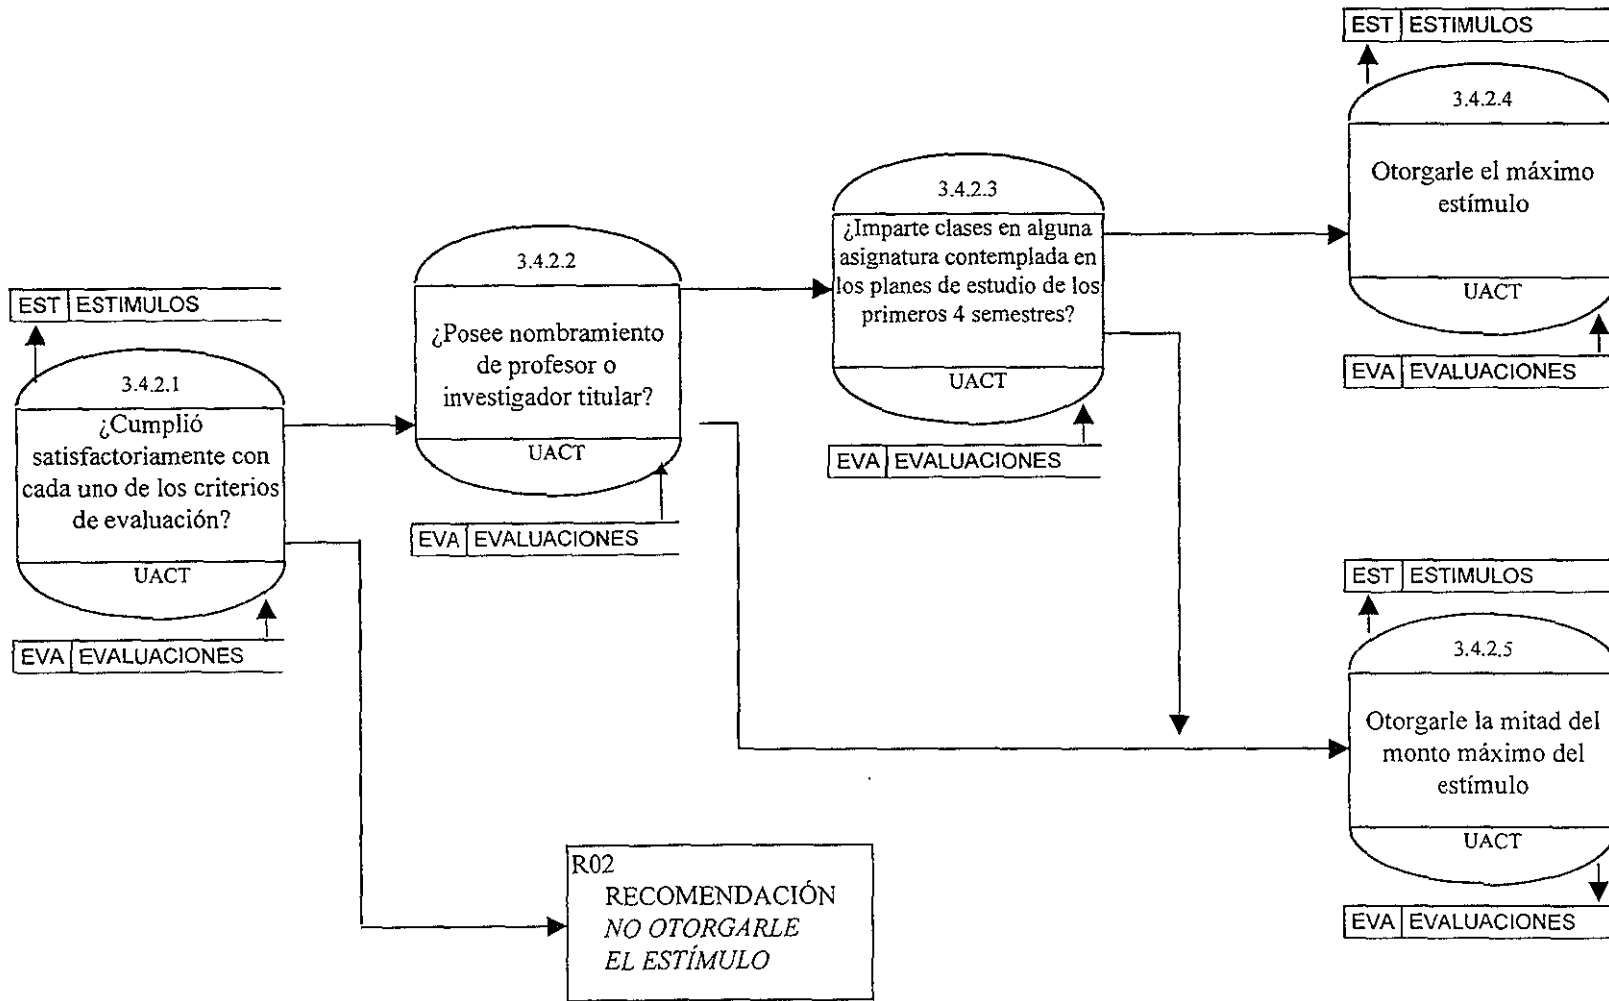 EST ESTIMULOS
3.4.2.1
¿Cumplió
satisfactoriamente con
cada uno de los criterios
de evaluación?
UACT
EVA EVALUACIONES
3.4.2.2
¿Posee nombramiento
de profesor o
investigador titular?
UACT
EVA EVALUACIONES
3.4.2.3
¿Imparte clases en alguna
asignatura contemplada en
los planes de estudio de los
primeros 4 semestres?
UACT
EVA EVALUACIONES
EST ESTIMULOS
3.4.2.4
Otorgarle el máximo
estímulo
UACT
EVA EVALUACIONES
EST ESTIMULOS
3.4.2.5
Otorgarle la mitad del
monto máximo del
estímulo
UACT
EVA EVALUACIONES
R02
RECOMENDACIÓN
NO OTORGARLE
EL ESTÍMULO